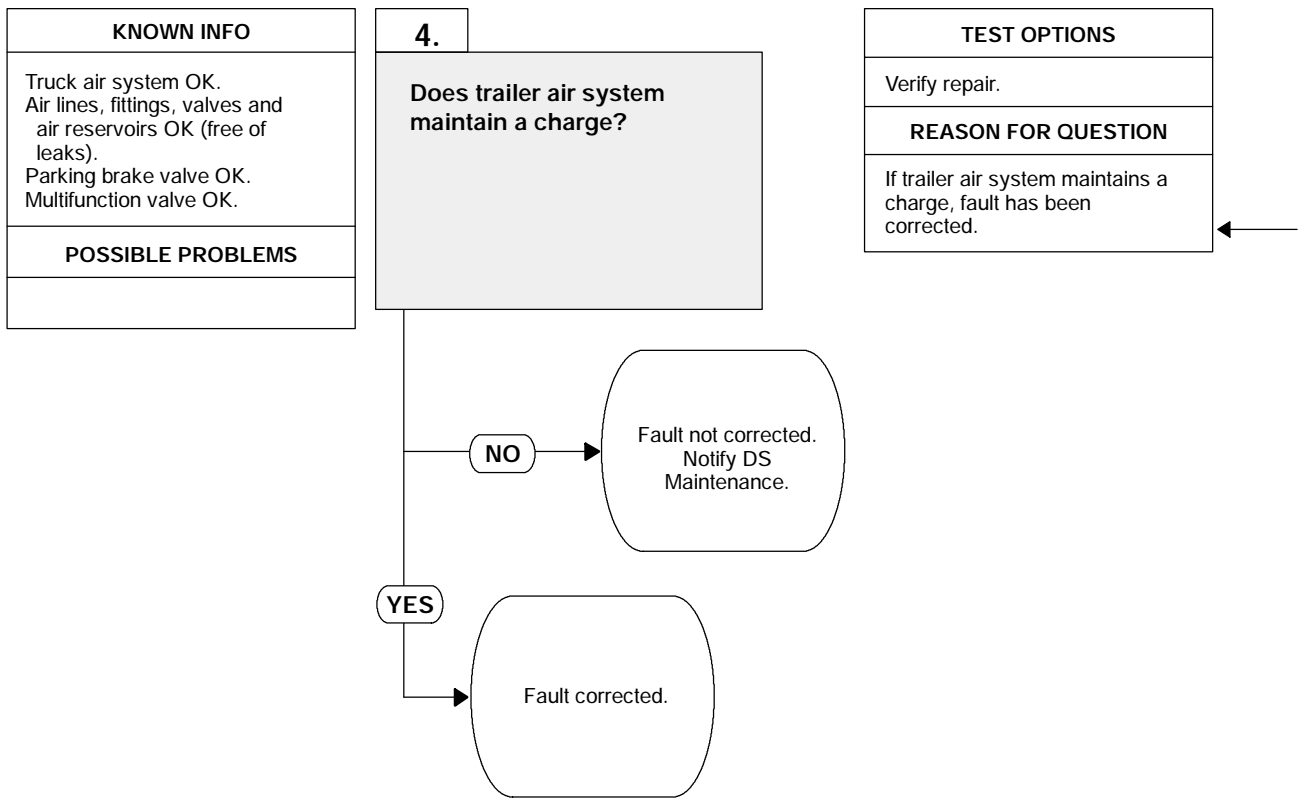 KNOWN INFO
Truck air system OK.
Air lines, fittings, valves and
air reservoirs OK (free of
leaks).
Parking brake valve OK.
Multifunction valve OK.
POSSIBLE PROBLEMS
4.
Does trailer air system
maintain a charge?
TEST OPTIONS
Verify repair.
REASON FOR QUESTION
If trailer air system maintains a
charge, fault has been
corrected.
NO
Fault not corrected.
Notify DS
Maintenance.
YES
Fault corrected.